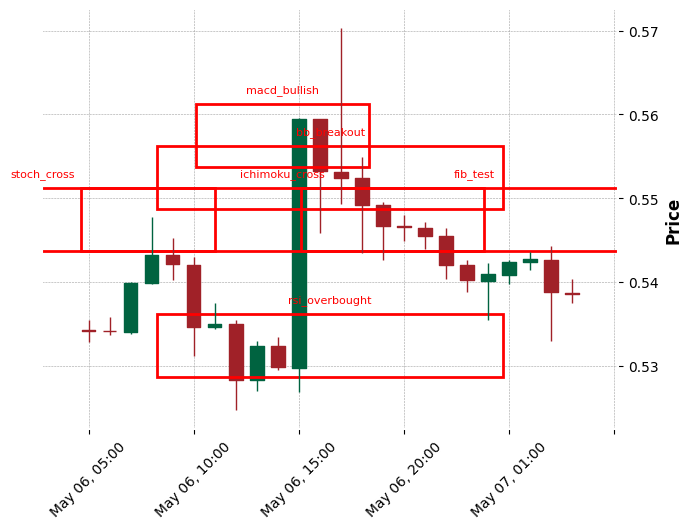 0.57
macd_bullish
0.56
bb_breakout
stoch_cross
ichimoku_cross
fib_test
0.55
Price
0.54
rsi_overbought
0.53
May 06, 05:00
May 06, 10:00
May 06, 15:00
May 06, 20:00
May 07, 01:00